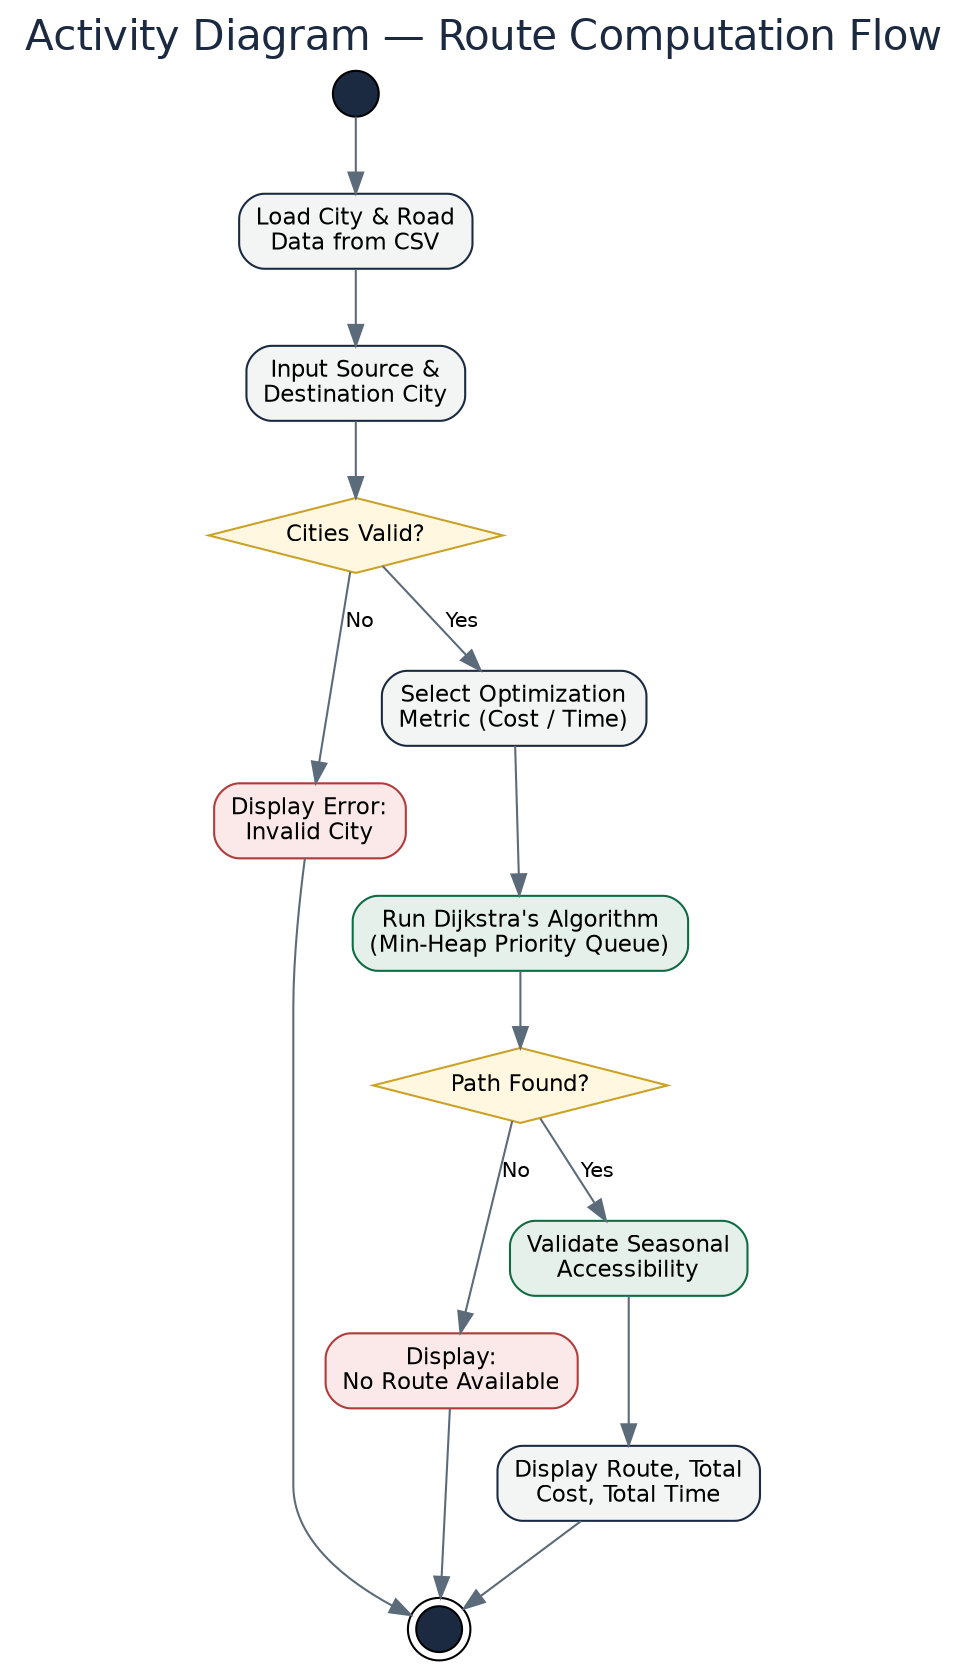 Activity Diagram — Route Computation Flow
Load City & Road
Data from CSV
Input Source &
Destination City
Cities Valid?
No
Yes
Select Optimization
Metric (Cost / Time)
Display Error:
Invalid City
Run Dijkstra's Algorithm
(Min-Heap Priority Queue)
Path Found?
No
Yes
Validate Seasonal
Accessibility
Display:
No Route Available
Display Route, Total
Cost, Total Time